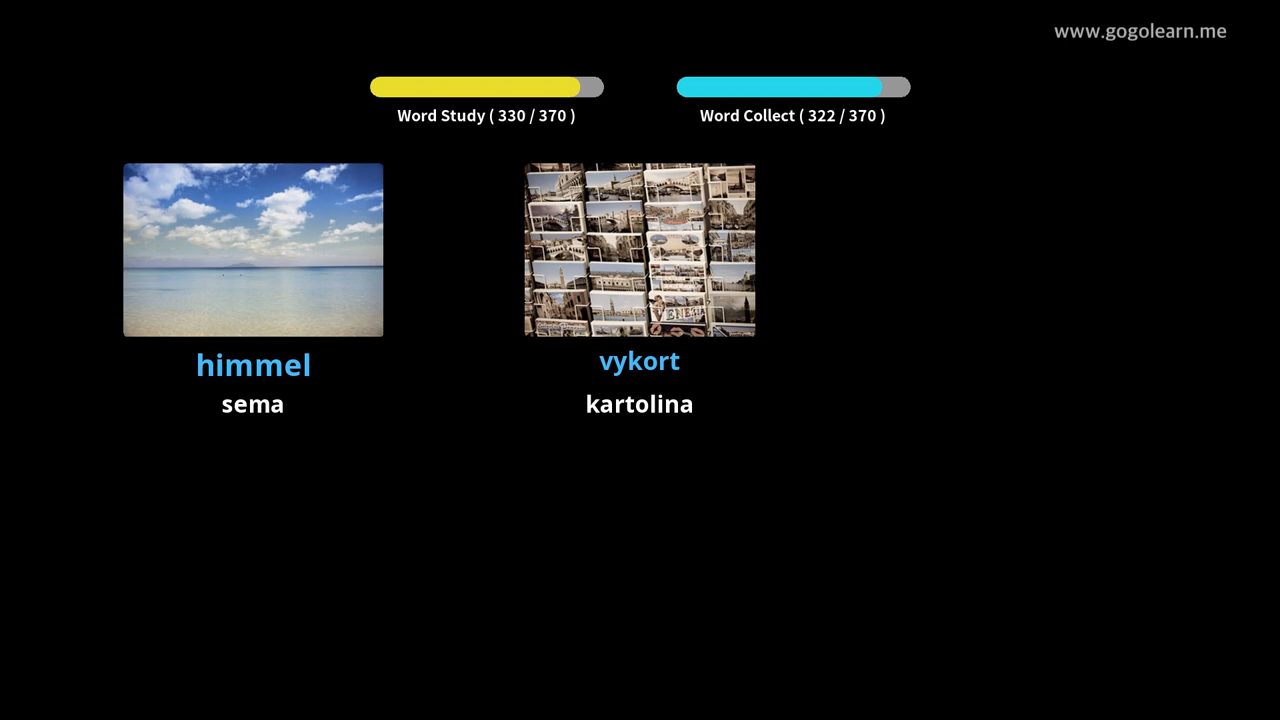 www.gogolearn.me
Word Study ( 330 / 370 )
Word Collect ( 322 / 370 )
himmel
vykort
sema
kartolina